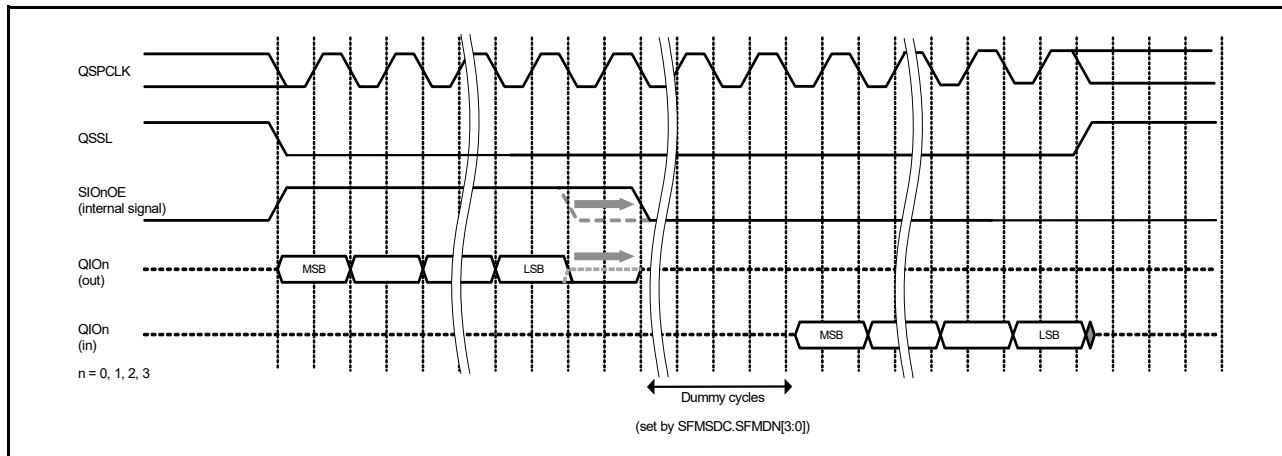 QSPCLK
QSSL
SIOnOE
(internal signal)
QIOn
(out)
MSB
LSB
QIOn
(in)
MSB
LSB
n = 0, 1, 2, 3
Dummy cycles
(set by SFMSDC.SFMDN[3:0])